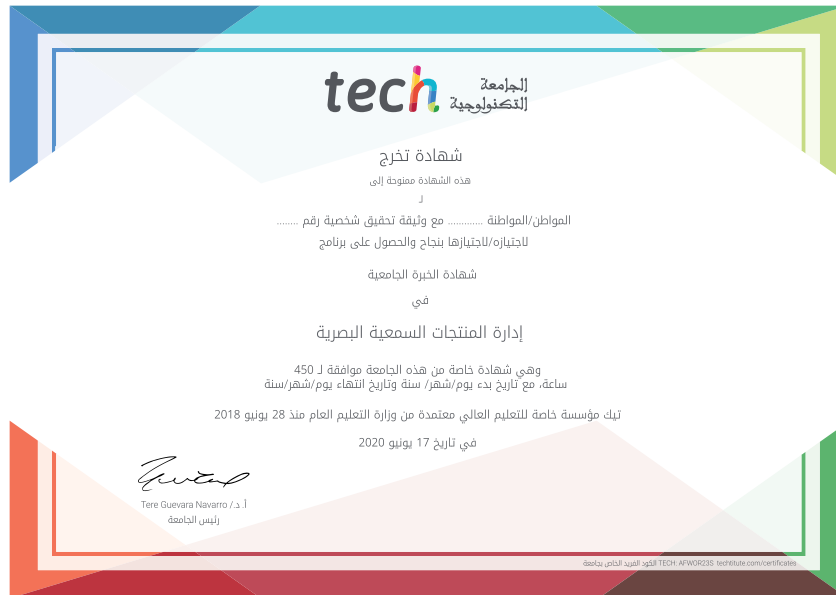 tech الجامعة
التكنولوجية
شهادة تخرج
هذه الشهادة ممنوحة إلى
لـ
المواطن/المواطنة ............. مع وثيقة تحقيق شخصية رقم ........
لاجتيازه/لاجتيازها بنجاح والحصول على برنامج
شهادة الخبرة الجامعية
في
إدارة المنتجات السمعية البصرية
وهي شهادة خاصة من هذه الجامعة موافقة لـ 450
ساعة، مع تاريخ بدء يوم/شهر/ سنة وتاريخ انتهاء يوم/شهر/سنة
تيك مؤسسة خاصة للتعليم العالي معتمدة من وزارة التعليم العام منذ 28 يونيو 2018
في تاريخ 17 يونيو 2020
أ. د./ Tere Guevara Navarro
رئيس الجامعة
الكود الفريد الخاص بجامعة TECH: AFWOR23S: techtitute.com/certificates